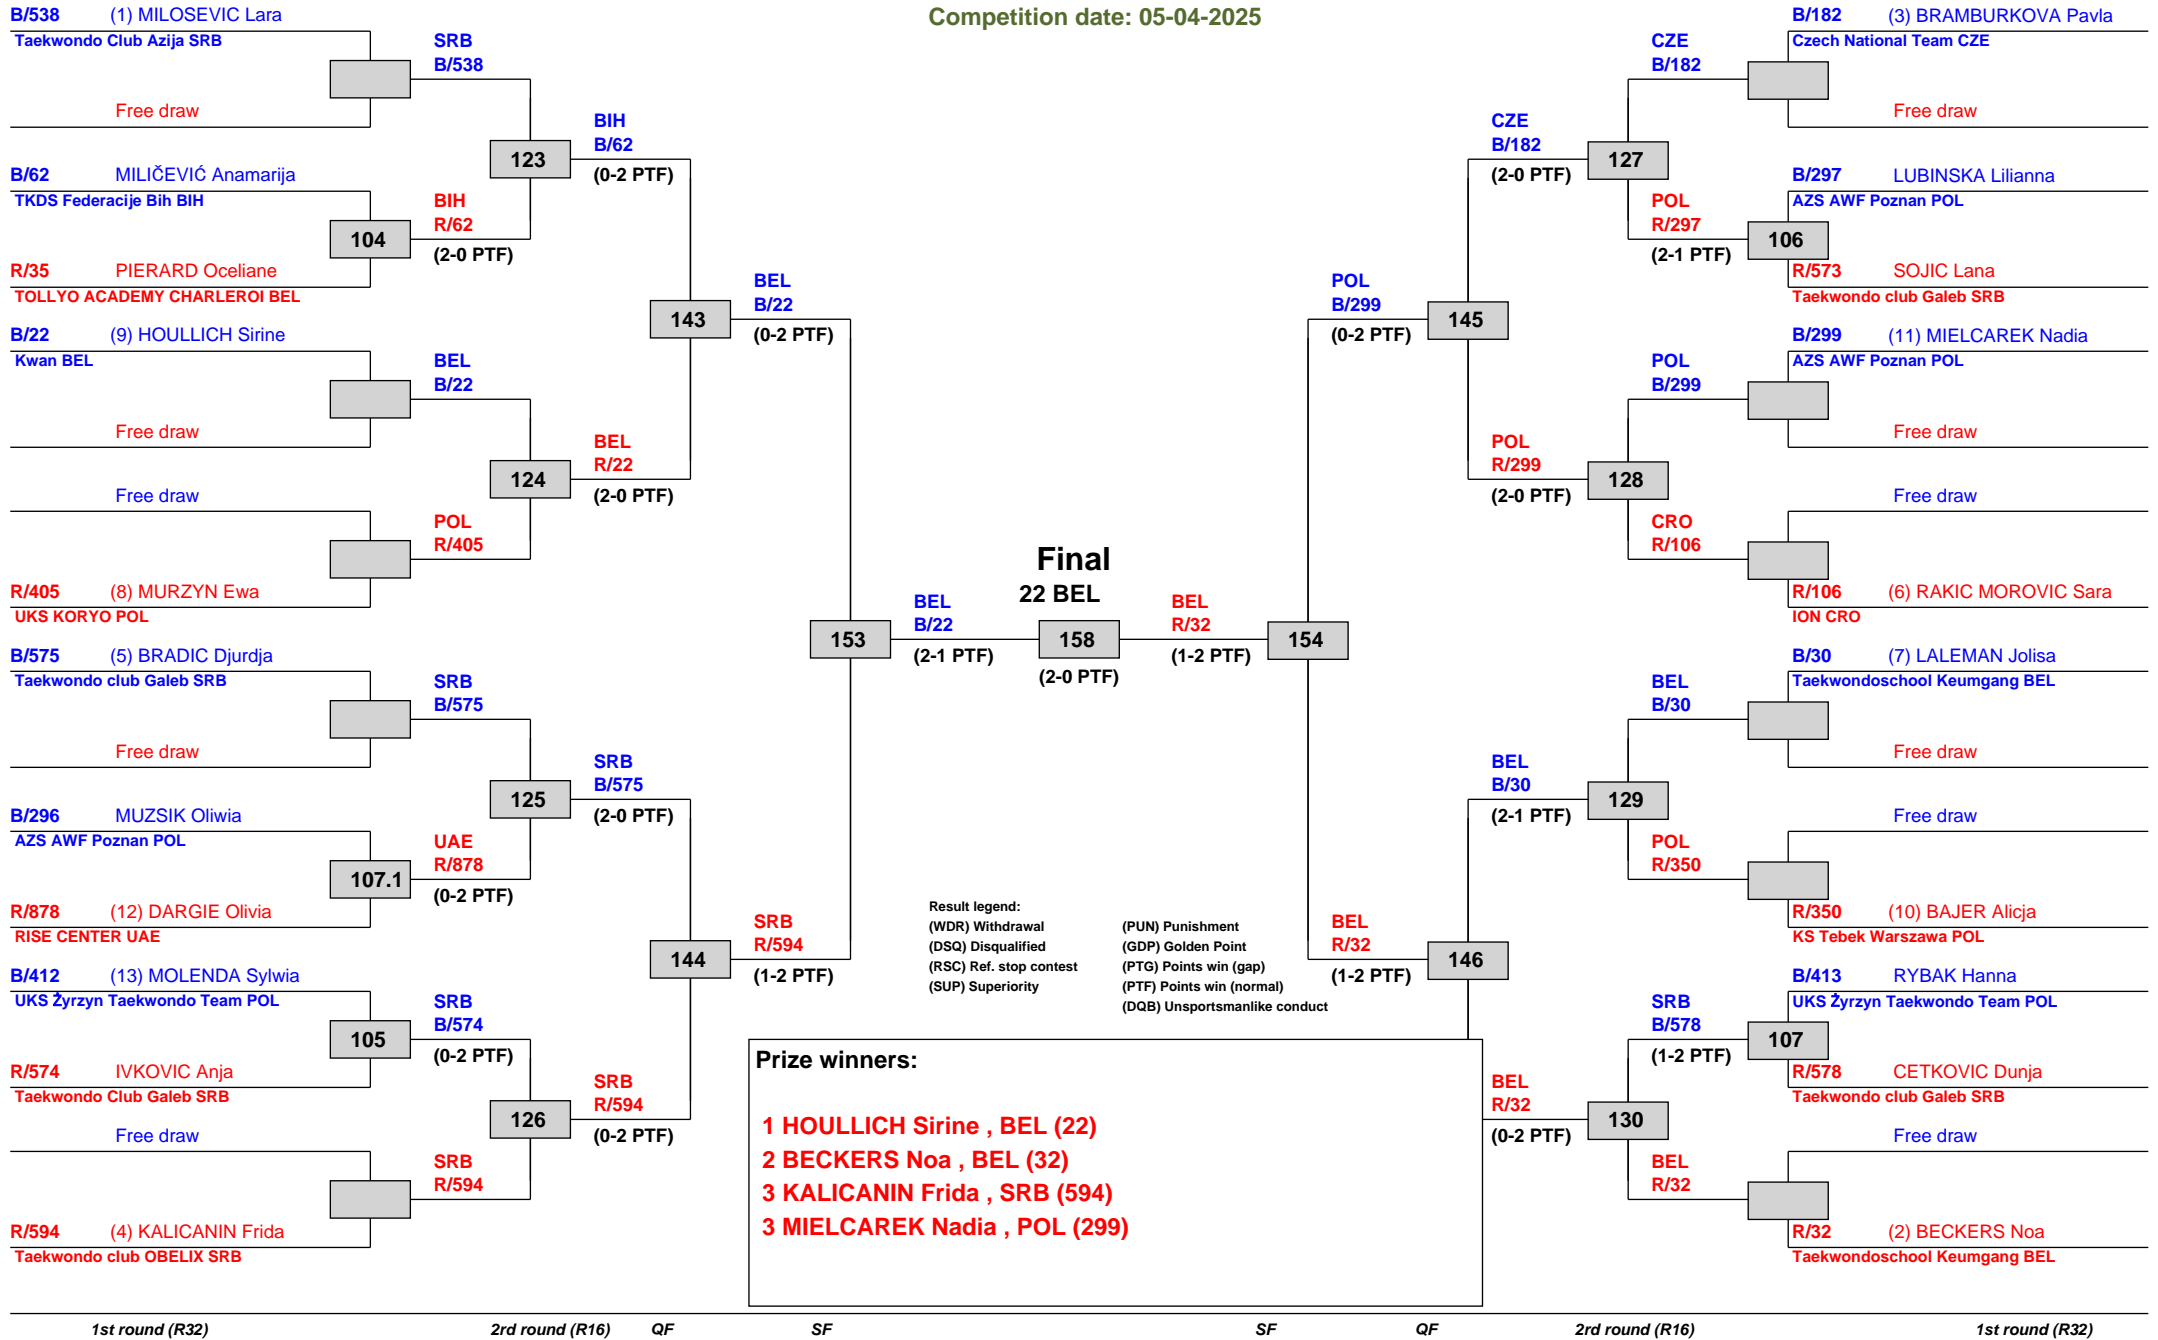 Competition date: 05-04-2025
B/538 (1) MILOSEVIC Lara
Taekwondo Club Azija SRB
Free draw
B/62 MILIČEVIĆ Anamarija
TKDS Federacije Bih BIH
104
R/35 PIERARD Oceliane
TOLLYO ACADEMY CHARLEROI BEL
B/22 (9) HOULLICH Sirine
Kwan BEL
Free draw
Free draw
R/405 (8) MURZYN Ewa
UKS KORYO POL
B/575 (5) BRADIC Djurdja
Taekwondo club Galeb SRB
Free draw
B/296 MUZSIK Oliwia
AZS AWF Poznan POL
107.1
R/878 (12) DARGIE Olivia
RISE CENTER UAE
B/412 (13) MOLENDA Sylwia
UKS Żyrzyn Taekwondo Team POL
105
R/574 IVKOVIC Anja
Taekwondo Club Galeb SRB
Free draw
R/594 (4) KALICANIN Frida
Taekwondo club OBELIX SRB
SRB
B/538
123
BIH
R/62
(2-0 PTF)
BEL
B/22
124
POL
R/405
SRB
B/575
125
UAE
R/878
(0-2 PTF)
SRB
B/574
(0-2 PTF)
126
SRB
R/594
BIH
B/62
(0-2 PTF)
143
BEL
R/22
(2-0 PTF)
SRB
B/575
(2-0 PTF)
144
SRB
R/594
(0-2 PTF)
BEL
B/22
(0-2 PTF)
153
SRB
R/594
(1-2 PTF)
BEL
B/22
(2-1 PTF)
Final
22 BEL
158
(2-0 PTF)
BEL
R/32
(1-2 PTF)
POL
B/299
(0-2 PTF)
154
BEL
R/32
(1-2 PTF)
CZE
B/182
(2-0 PTF)
145
POL
R/299
(2-0 PTF)
BEL
B/30
(2-1 PTF)
146
BEL
R/32
(0-2 PTF)
CZE
B/182
127
POL
R/297
(2-1 PTF)
POL
B/299
128
CRO
R/106
BEL
B/30
129
POL
R/350
SRB
B/578
(1-2 PTF)
130
BEL
R/32
B/182 (3) BRAMBURKOVA Pavla
Czech National Team CZE
Free draw
B/297 LUBINSKA Lilianna
AZS AWF Poznan POL
106
R/573 SOJIC Lana
Taekwondo club Galeb SRB
B/299 (11) MIELCAREK Nadia
AZS AWF Poznan POL
Free draw
Free draw
R/106 (6) RAKIC MOROVIC Sara
ION CRO
B/30 (7) LALEMAN Jolisa
Taekwondoschool Keumgang BEL
Free draw
Free draw
R/350 (10) BAJER Alicja
KS Tebek Warszawa POL
B/413 RYBAK Hanna
UKS Żyrzyn Taekwondo Team POL
107
R/578 CETKOVIC Dunja
Taekwondo club Galeb SRB
Free draw
R/32 (2) BECKERS Noa
Taekwondoschool Keumgang BEL
Result legend:
(WDR) Withdrawal (PUN) Punishment
(DSQ) Disqualified (GDP) Golden Point
(RSC) Ref. stop contest (PTG) Points win (gap)
(SUP) Superiority (PTF) Points win (normal)
(DQB) Unsportsmanlike conduct
Prize winners:
1 HOULLICH Sirine , BEL (22)
2 BECKERS Noa , BEL (32)
3 KALICANIN Frida , SRB (594)
3 MIELCAREK Nadia , POL (299)
1st round (R32) 2rd round (R16) QF SF SF QF 2rd round (R16) 1st round (R32)